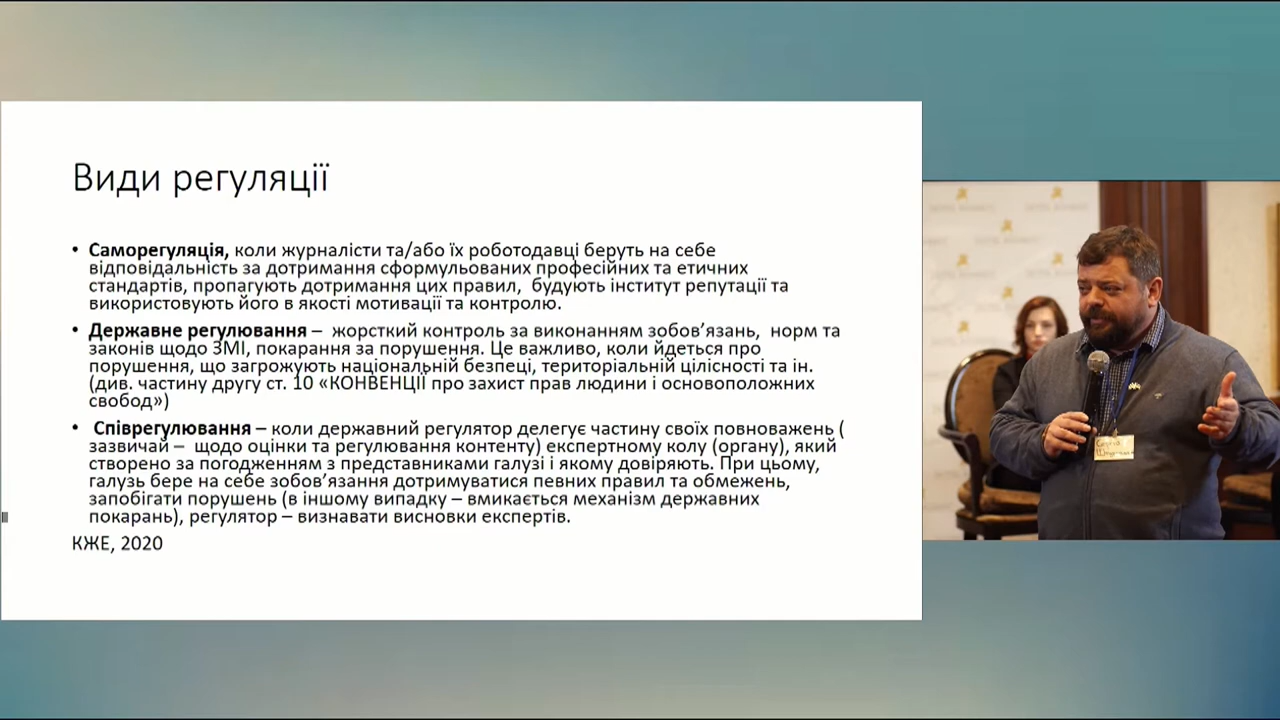 Види регуляції
• Саморегуляція, коли журналісти та/або їх роботодавці беруть на себе
відповідальність за дотримання сформульованих професійних та етичних
стандартів, пропагують дотримання цих правил, будують інститут репутації та
використовують його в якості мотивації та контролю.
• Державне регулювання – жорсткий контроль за виконанням зобов’язань, норм та
законів щодо ЗМІ, покарання за порушення. Це важливо, коли йдеться про
порушення, що загрожують національній безпеці, територіальній цілісності та ін.
(див. частину другу ст. 10 «КОНВЕНЦІЇ про захист прав людини і основоположних
свобод»)
• Співрегулювання – коли державний регулятор делегує частину своїх повноважень (
зазвичай – щодо оцінки та регулювання контенту) експертному колу (органу), який
створено за погодженням з представниками галузі і якому довіряють. При цьому,
галузь бере на себе зобов’язання дотримуватися певних правил та обмежень,
запобігати порушень (в іншому випадку – вмикається механізм державних
покарань), регулятор – визнавати висновки експертів.
КЖЕ, 2020